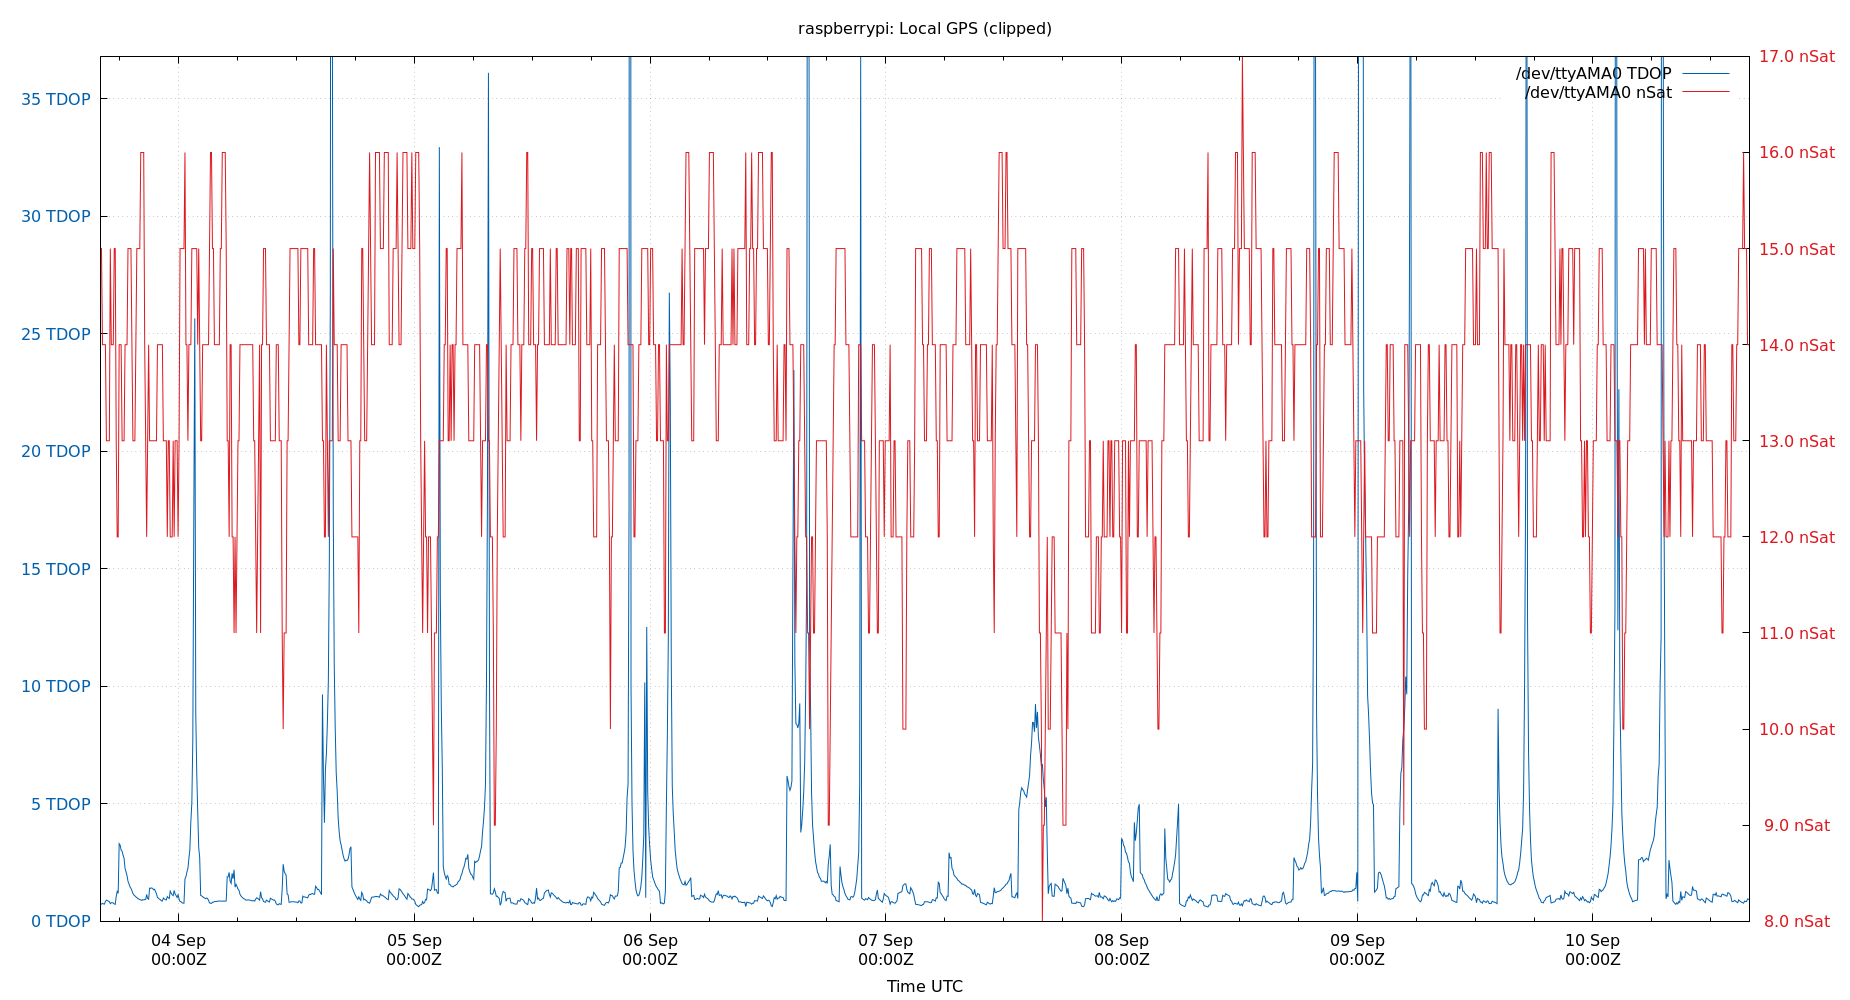 raspberrypi: Local GPS (clipped)
/dev/ttyAMA0 TDOP
/dev/ttyAMA0 nSat
35 TDOP
30 TDOP
25 TDOP
20 TDOP
15 TDOP
10 TDOP
5 TDOP
0 TDOP
17.0 nSat
16.0 nSat
15.0 nSat
14.0 nSat
13.0 nSat
12.0 nSat
11.0 nSat
10.0 nSat
9.0 nSat
8.0 nSat
04 Sep
00:00Z
05 Sep
00:00Z
06 Sep
00:00Z
07 Sep
00:00Z
08 Sep
00:00Z
09 Sep
00:00Z
10 Sep
00:00Z
Time UTC